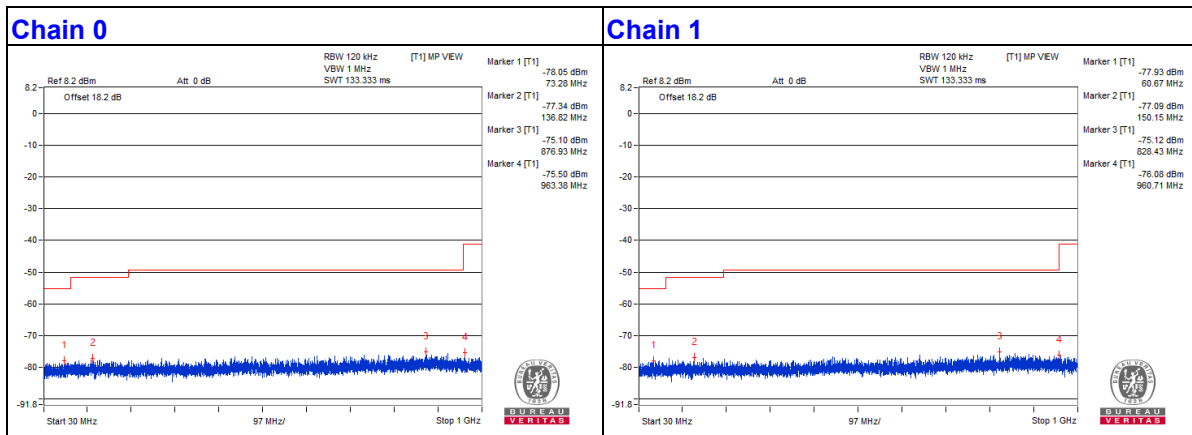 Chain 0
RBW 120 kHz [T1] MP VIEW
VBW 1 MHz
Ref 8.2 dBm Att 0 dB SWT 133.333 ms
Offset 18.2 dB
8.2
0
-10
-20
-30
-40
-50
-60
-70
-80
-91.8
1
2
3
4
Start 30 MHz 97 MHz/ Stop 1 GHz
Marker 1 [T1]
-78.05 dBm
73.28 MHz
Marker 2 [T1]
-77.34 dBm
136.82 MHz
Marker 3 [T1]
-75.10 dBm
876.93 MHz
Marker 4 [T1]
-75.50 dBm
963.38 MHz
BUREAU VERITAS
1828
BUREAU
VERITAS
Chain 1
RBW 120 kHz [T1] MP VIEW
VBW 1 MHz
Ref 8.2 dBm Att 0 dB SWT 133.333 ms
Offset 18.2 dB
8.2
0
-10
-20
-30
-40
-50
-60
-70
-80
-91.8
1
2
3
4
Start 30 MHz 97 MHz/ Stop 1 GHz
Marker 1 [T1]
-77.93 dBm
60.67 MHz
Marker 2 [T1]
-77.09 dBm
150.15 MHz
Marker 3 [T1]
-75.12 dBm
828.43 MHz
Marker 4 [T1]
-76.08 dBm
960.71 MHz
BUREAU VERITAS
1828
BUREAU
VERITAS